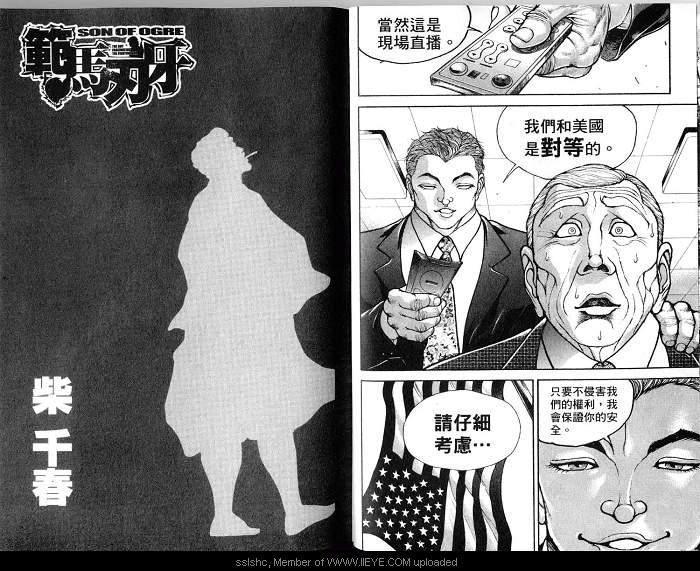 SON OF OGRE
範馬刃牙
柴千春
當然這是
現場直播。
我們和美國
是對等的。
請仔細
考慮…
只要不侵害我
們的權利，我
會保證你的安
全。
sslshc, Member of WWW.IIEYE.COM uploaded